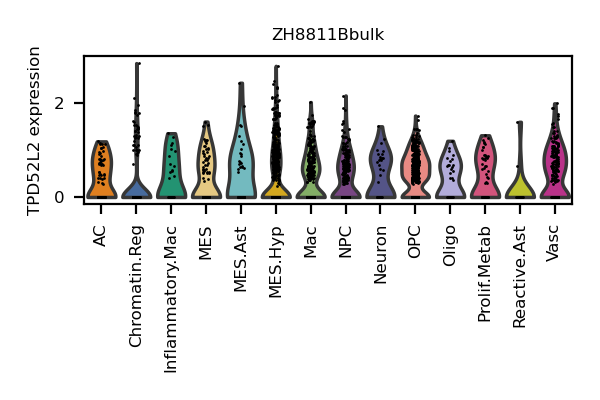 ZH8811Bbulk
TPD52L2 expression
2
0
AC
Chromatin.Reg
Inflammatory.Mac
MES
MES.Ast
MES.Hyp
Mac
NPC
Neuron
OPC
Oligo
Prolif.Metab
Reactive.Ast
Vasc